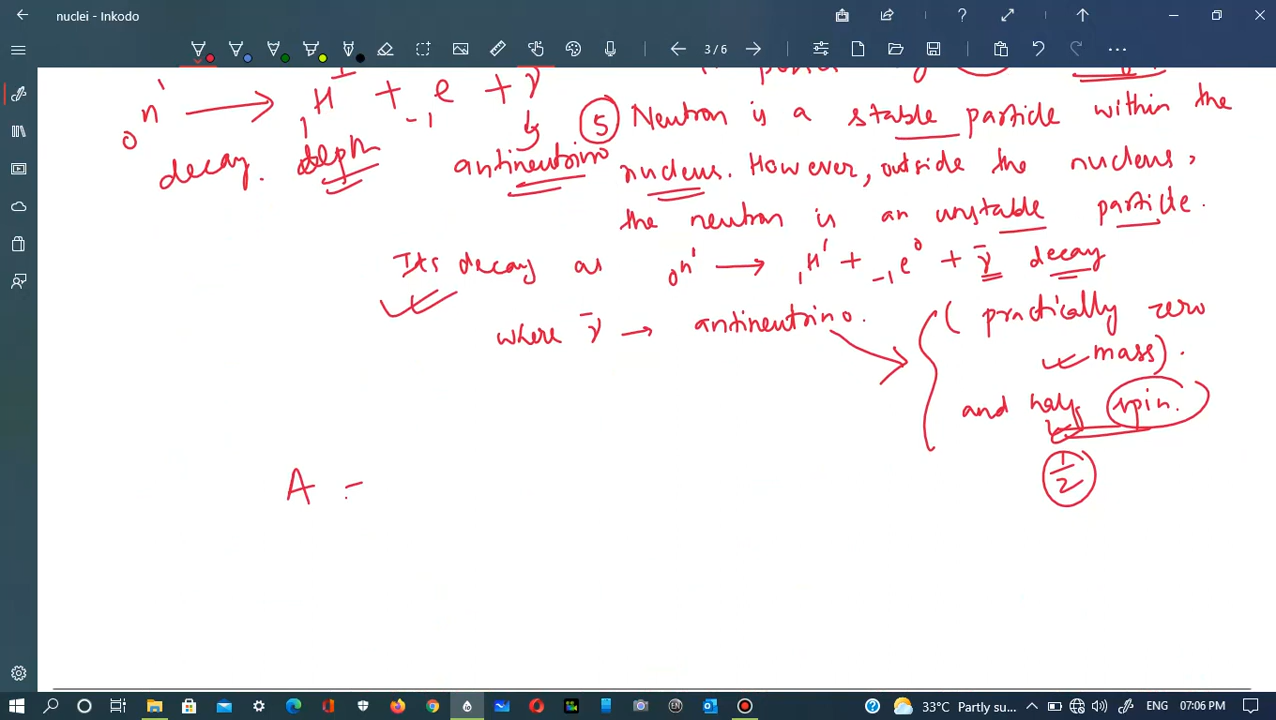 nuclei - Inkodo
3/6
₀n¹ → ₁H¹ + ₋₁e + ν̄
decay.
antineutrino
⑤ Neutron is a stable particle within the
nucleus. However, outside the nucleus,
the neutron is an unstable particle.
Its decay as ₀n¹ → ₁H¹ + ₋₁e⁰ + ν̄ decay
where ν̄ → antineutrino. (practically zero
mass).
and half spin.
1/2
A =
33°C Partly su...
ENG 07:06 PM